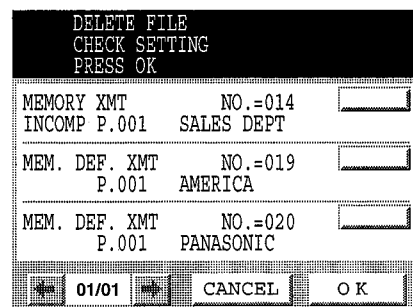 DELETE FILE
CHECK SETTING
PRESS OK
MEMORY XMT NO.=014
INCOMP P.001 SALES DEPT
MEM. DEF. XMT NO.=019
P.001 AMERICA
MEM. DEF. XMT NO.=020
P.001 PANASONIC
01/01 CANCEL OK